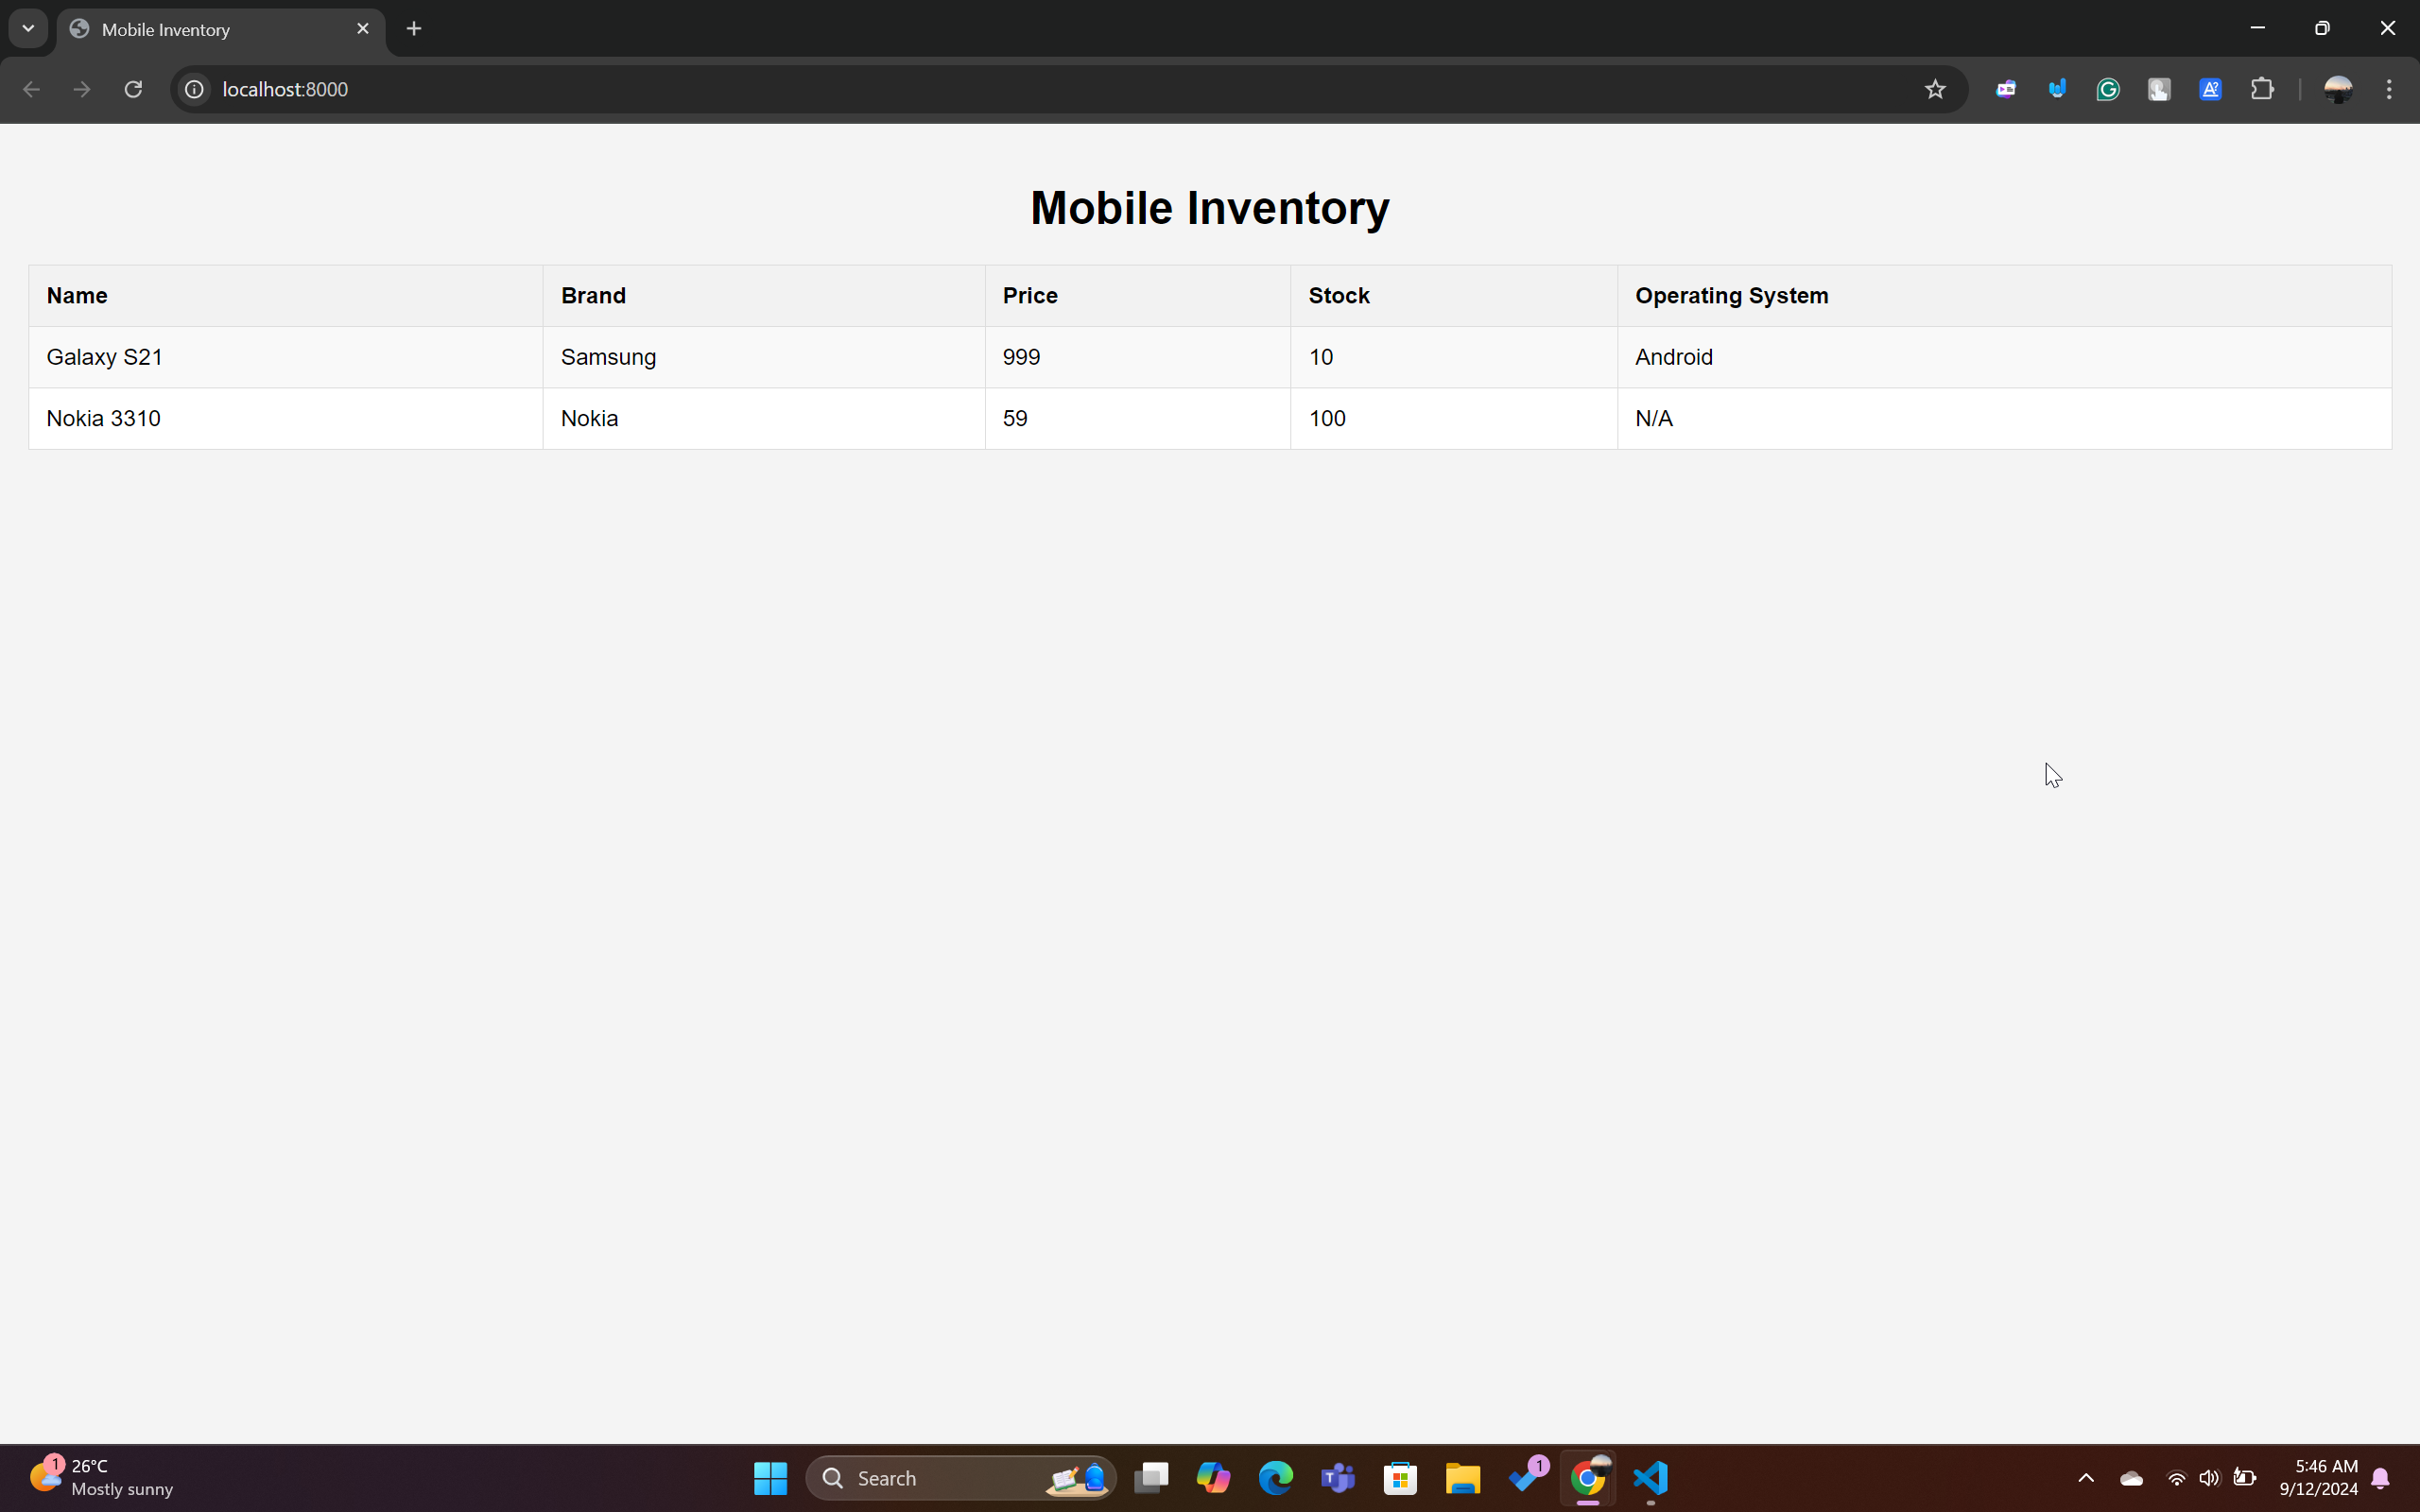 Mobile Inventory
localhost:8000
Mobile Inventory
Name Brand Price Stock Operating System
Galaxy S21 Samsung 999 10 Android
Nokia 3310 Nokia 59 100 N/A
1 26°C
Mostly sunny
Search
1
5:46 AM
9/12/2024